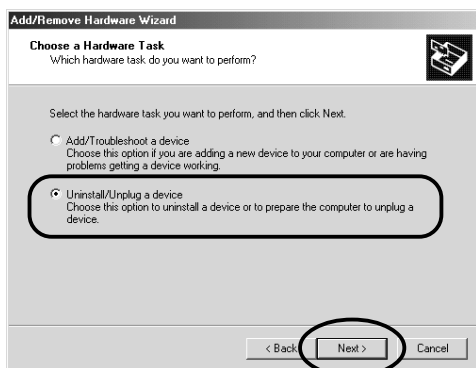 Add/Remove Hardware Wizard
Choose a Hardware Task
Which hardware task do you want to perform?
Select the hardware task you want to perform, and then click Next.
Add/Troubleshoot a device
Choose this option if you are adding a new device to your computer or are having
problems getting a device working.
Uninstall/Unplug a device
Choose this option to uninstall a device or to prepare the computer to unplug a
device.
< Back Next > Cancel